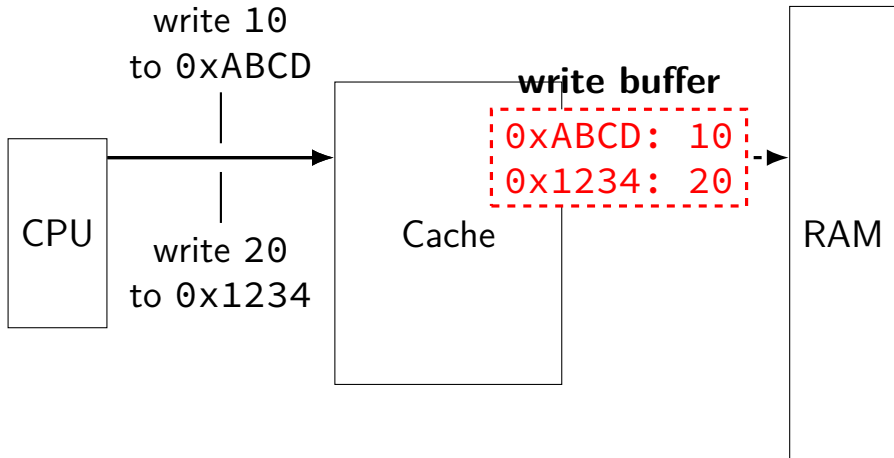 write 10
to 0xABCD
write buffer
0xABCD: 10
0x1234: 20
CPU
Cache
RAM
write 20
to 0x1234